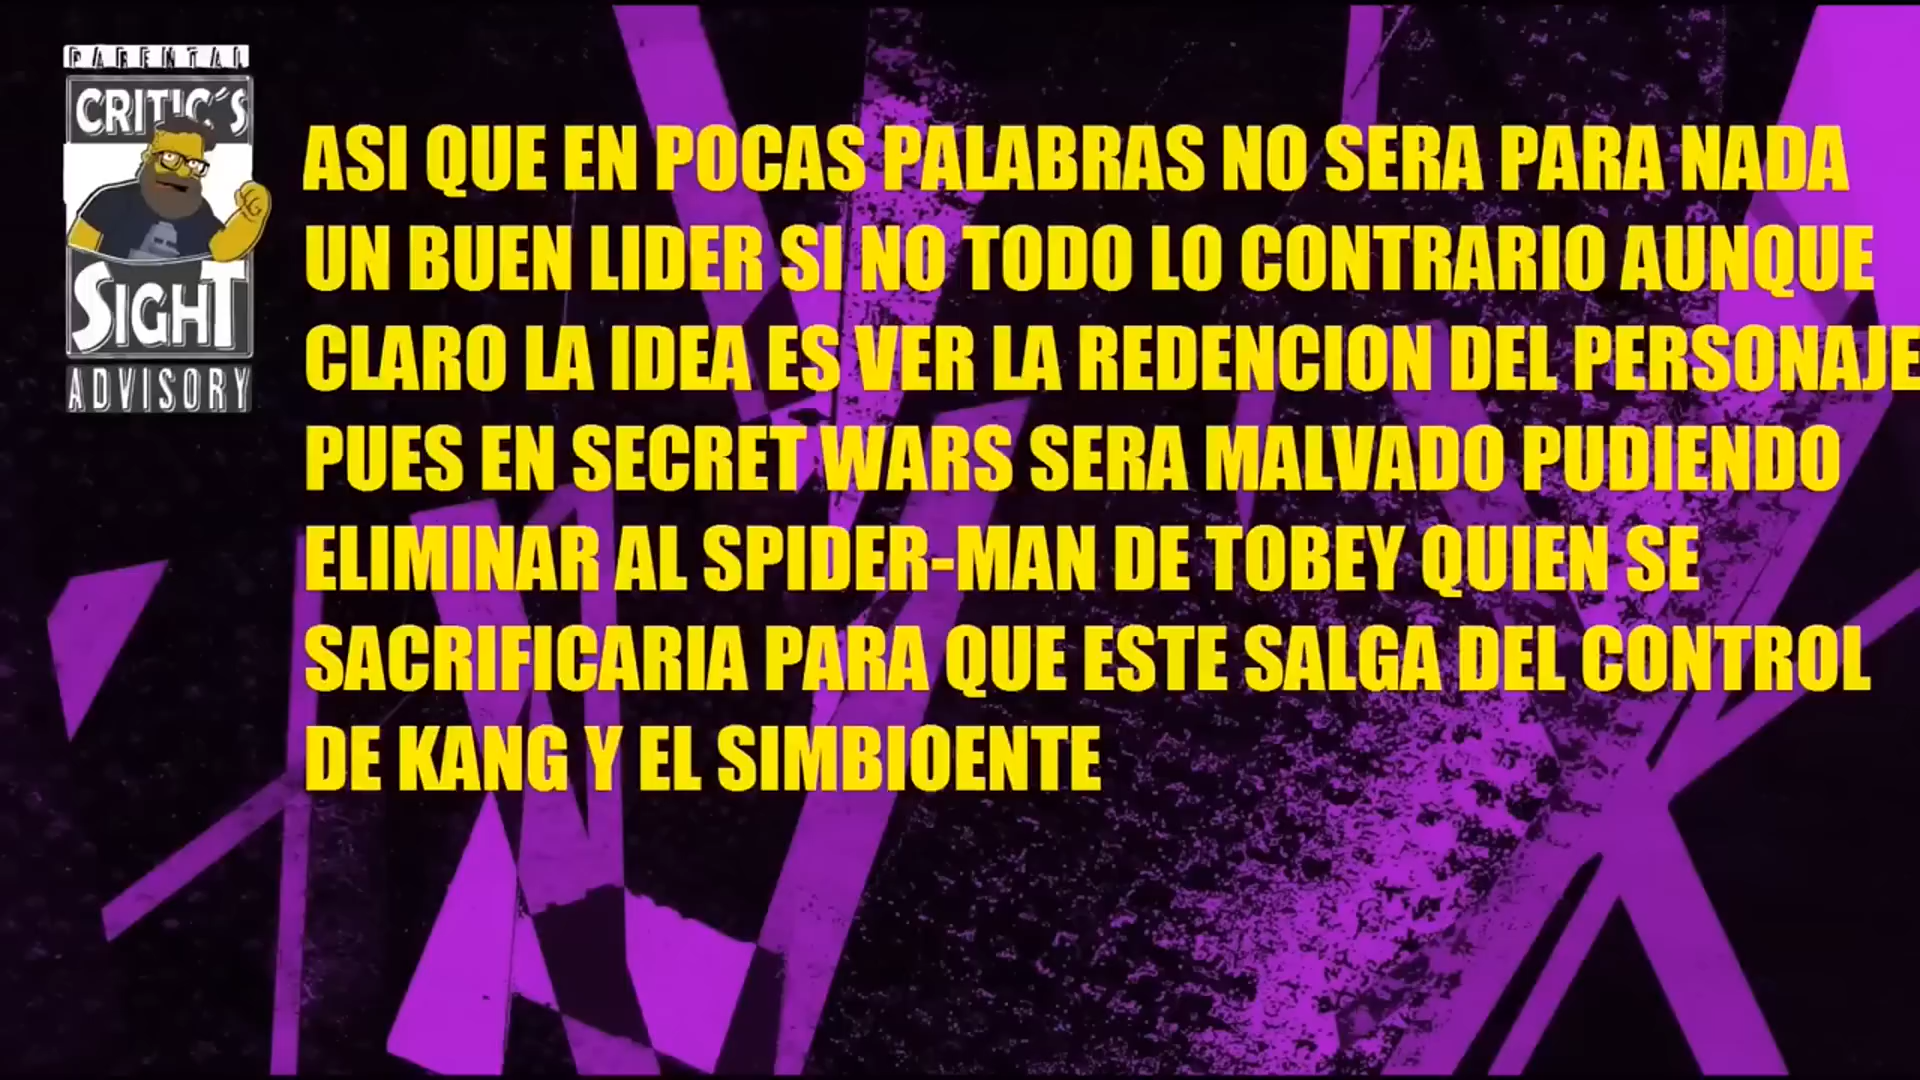 PARENTAL
CRITIC´S
SIGHT
ADVISORY
ASI QUE EN POCAS PALABRAS NO SERA PARA NADA
UN BUEN LIDER SI NO TODO LO CONTRARIO AUNQUE
CLARO LA IDEA ES VER LA REDENCION DEL PERSONAJE
PUES EN SECRET WARS SERA MALVADO PUDIENDO
ELIMINAR AL SPIDER-MAN DE TOBEY QUIEN SE
SACRIFICARIA PARA QUE ESTE SALGA DEL CONTROL
DE KANG Y EL SIMBIOENTE